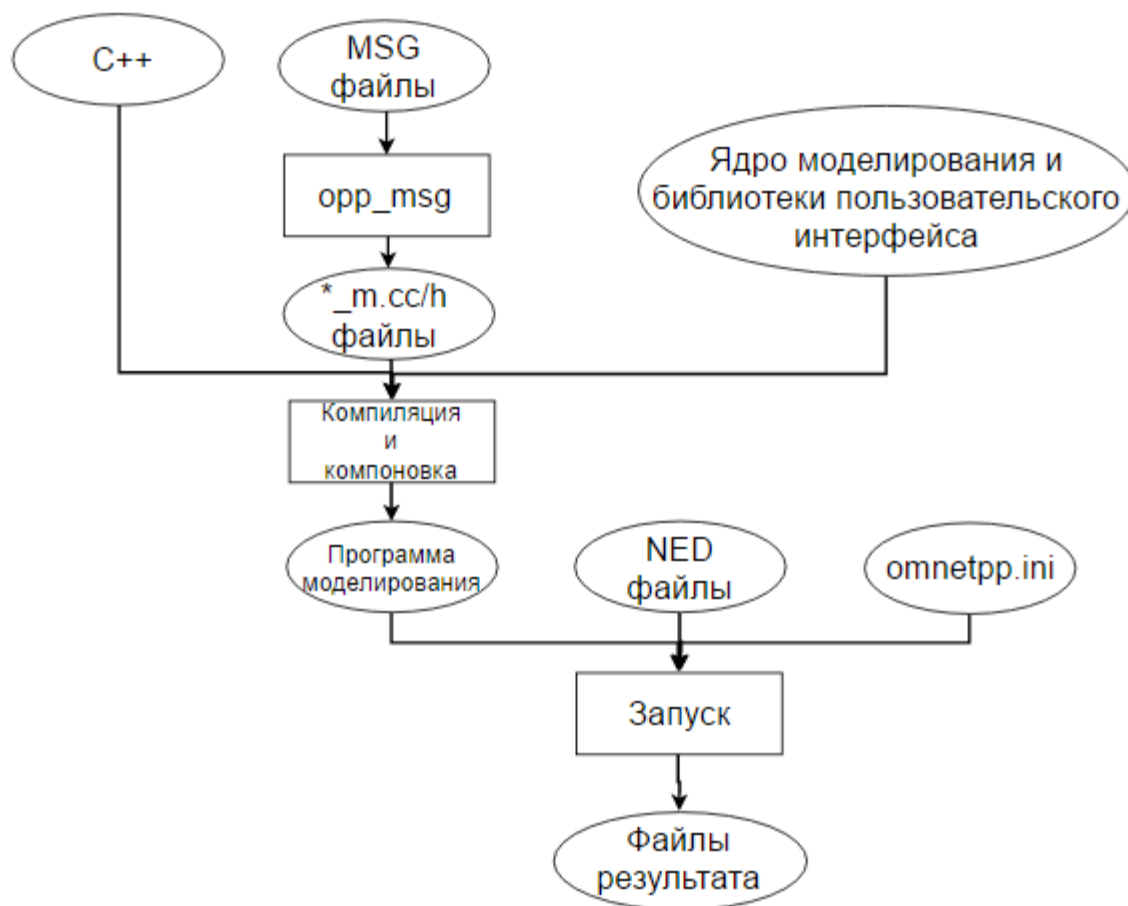 C++
MSG
файлы
opp_msg
Ядро моделирования и
библиотеки пользовательского
интерфейса
*_m.cc/h
файлы
Компиляция
и
компоновка
Программа
моделирования
NED
файлы
omnetpp.ini
Запуск
Файлы
результата